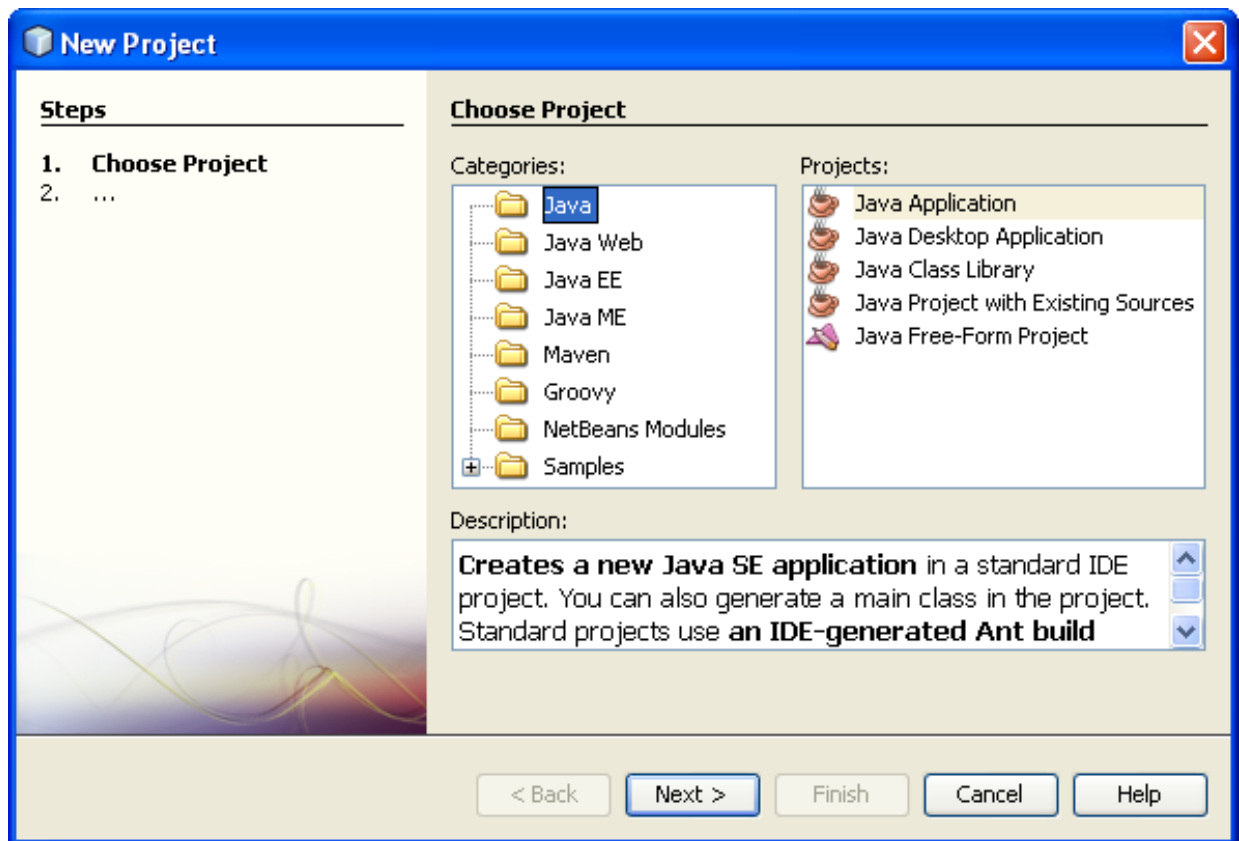 New Project
Steps
1. Choose Project
2. ...
Choose Project
Categories:
Java
Java Web
Java EE
Java ME
Maven
Groovy
NetBeans Modules
Samples
Projects:
Java Application
Java Desktop Application
Java Class Library
Java Project with Existing Sources
Java Free-Form Project
Description:
Creates a new Java SE application in a standard IDE
project. You can also generate a main class in the project.
Standard projects use an IDE-generated Ant build
< Back Next > Finish Cancel Help